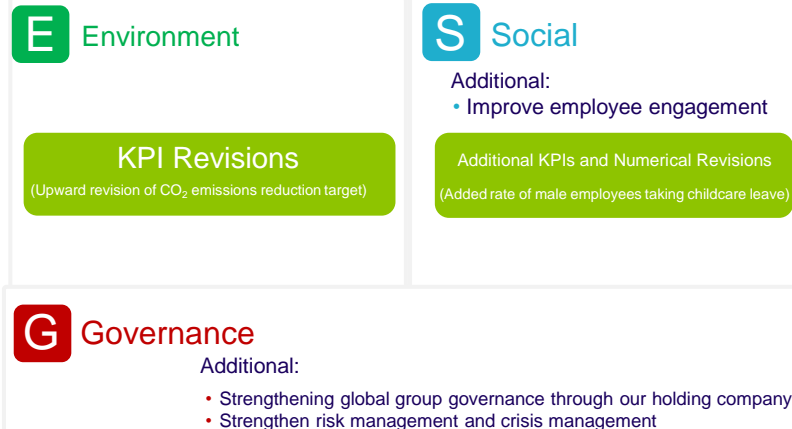 E Environment
KPI Revisions
(Upward revision of CO₂ emissions reduction target)
S Social
Additional:
• Improve employee engagement
Additional KPIs and Numerical Revisions
(Added rate of male employees taking childcare leave)
G Governance
Additional:
• Strengthening global group governance through our holding company
• Strengthen risk management and crisis management